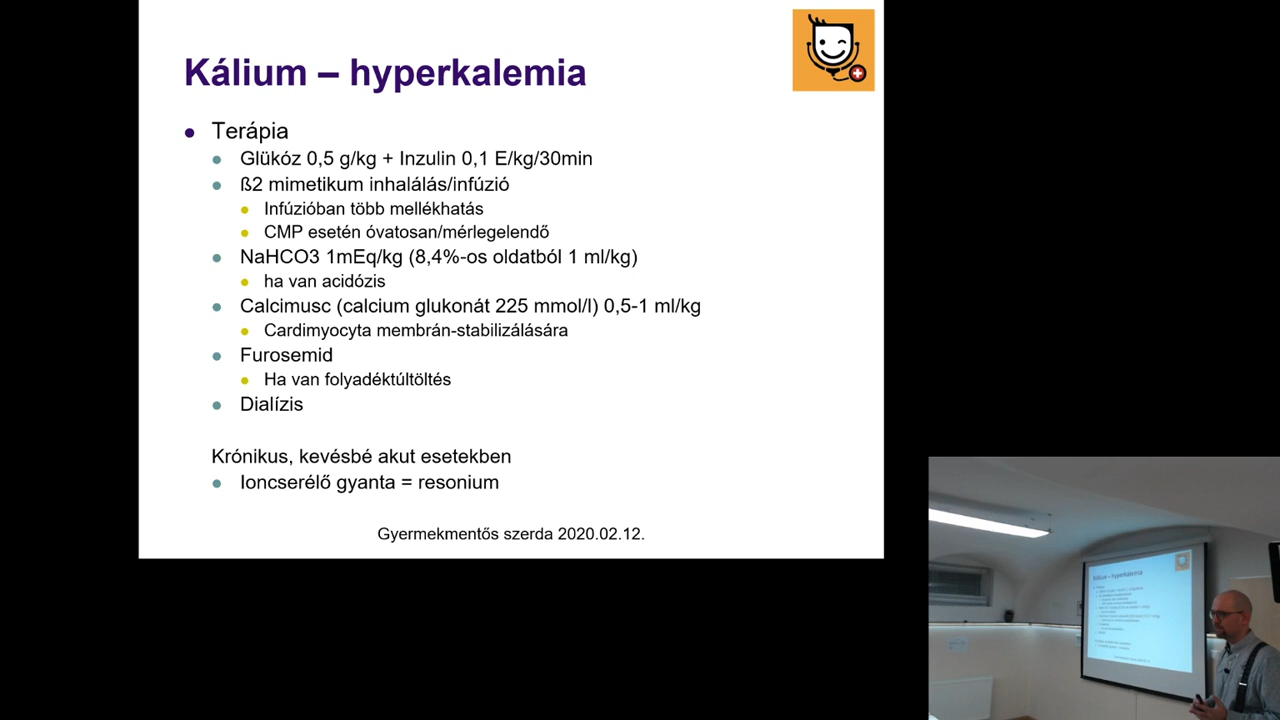 Kálium – hyperkalemia
Terápia
Glükóz 0,5 g/kg + Inzulin 0,1 E/kg/30min
ß2 mimetikum inhalálás/infúzió
Infúzióban több mellékhatás
CMP esetén óvatosan/mérlegelendő
NaHCO3 1mEq/kg (8,4%-os oldatból 1 ml/kg)
ha van acidózis
Calcimusc (calcium glukonát 225 mmol/l) 0,5-1 ml/kg
Cardimyocyta membrán-stabilizálására
Furosemid
Ha van folyadéktúltöltés
Dialízis
Krónikus, kevésbé akut esetekben
Ioncserélő gyanta = resonium
Gyermekmentős szerda 2020.02.12.
Kálium – hyperkalemia